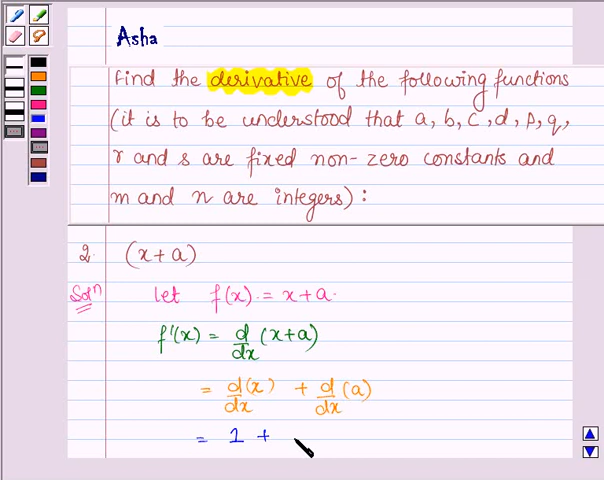 Asha
Find the derivative of the following functions
(it is to be understood that a, b, c, d, p, q,
r and s are fixed non-zero constants and
m and n are integers) :
2. (x + a)
Solⁿ let f(x) = x + a.
f'(x) = d/dx (x + a)
= d/dx (x) + d/dx (a)
= 1 +